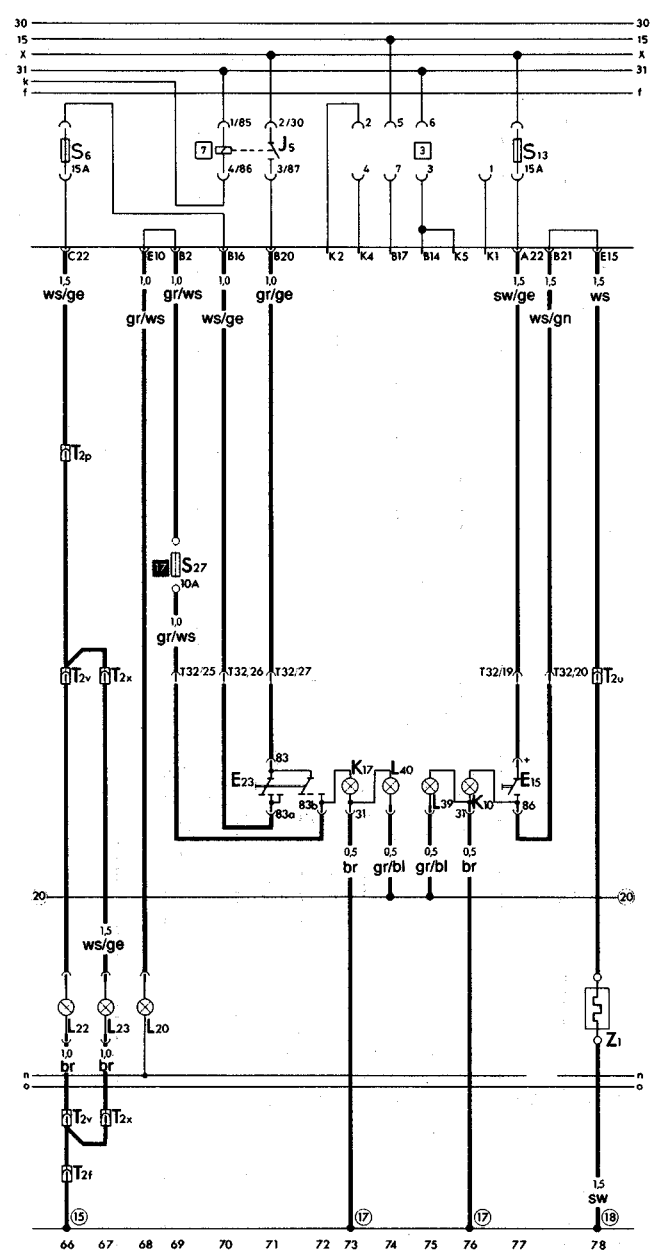 30 30
15 15
X X
31 31
k
f f
1/85 2/30 2 5 6
S6 7 J5 3 S13
15A 4/86 3/87 4 7 3 1 15A
C22 E10 B2 B16 B20 K2 K4 B17 B14 K5 K1 A22 B21 E15
1,5 1,0 1,0 1,0 1,0 1,5 1,5 1,5
ws/ge gr/ws gr/ge sw/ge ws
gr/ws ws/ge ws/gn
T2p
17 S27
10A
1,0
gr/ws
T2v T2x T32/25 T32/26 T32/27 T32/19 T32/20 T2u
83 +
E23 K17 L40 L39 K10 E15
83a 83b 31 31 86
0,5 0,5 0,5 0,5
br gr/bl gr/bl br
20 20
1,5
ws/ge
L22 L23 L20
Z1
1,0 1,0
br br
n n
o o
T2v T2x
T2f
1,5
sw
15 17 17 18
66 67 68 69 70 71 72 73 74 75 76 77 78